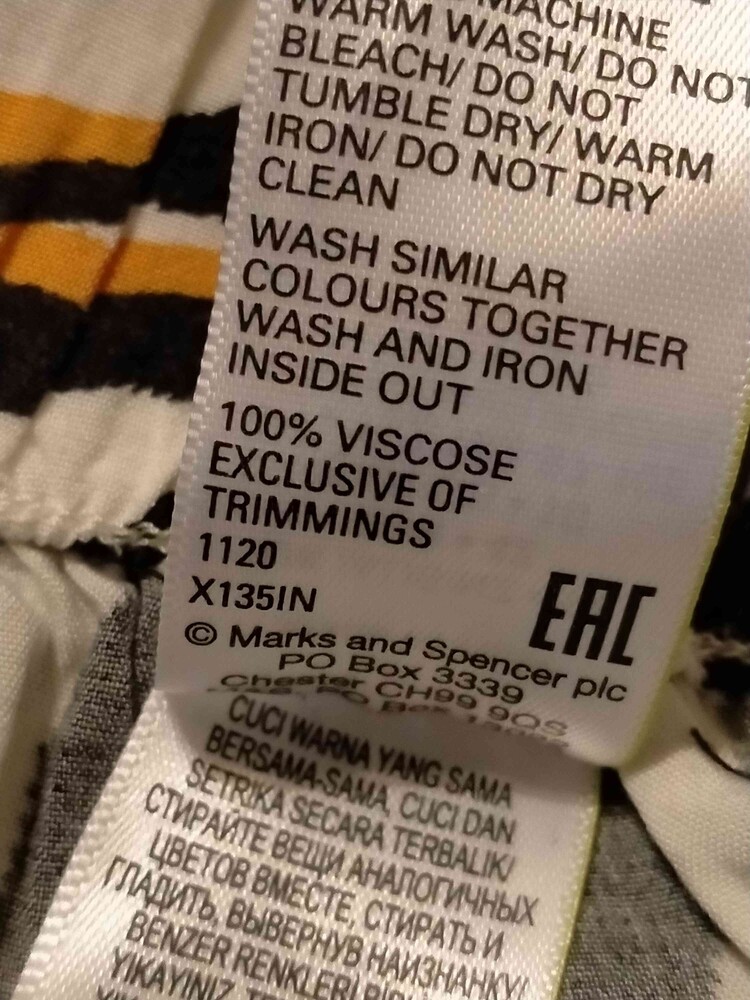 MACHINE
WARM WASH/ DO NOT
BLEACH/ DO NOT
TUMBLE DRY/ WARM
IRON/ DO NOT DRY
CLEAN
WASH SIMILAR
COLOURS TOGETHER
WASH AND IRON
INSIDE OUT
100% VISCOSE
EXCLUSIVE OF
TRIMMINGS
1120
X135IN
EAC
© Marks and Spencer plc
PO Box 3339
Chester CH99 9QS
PO Box
CUCI WARNA YANG SAMA
BERSAMA-SAMA, CUCI DAN
SETRIKA SECARA TERBALIK/
СТИРАЙТЕ ВЕЩИ АНАЛОГИЧНЫХ
ЦВЕТОВ ВМЕСТЕ, СТИРАТЬ И
ГЛАДИТЬ, ВЫВЕРНУВ НАИЗНАНКУ/
BENZER RENKLERİ
YIKAYINIZ,